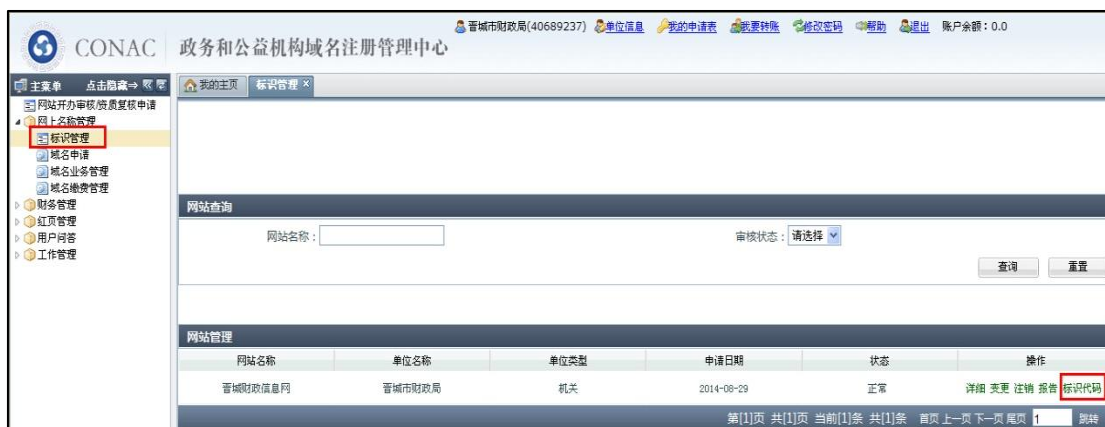 晋城市财政局(40689237) 单位信息 我的申请表 我要转账 修改密码 帮助 退出 账户余额：0.0
CONAC 政务和公益机构域名注册管理中心
主菜单 点击隐藏⇒
我的主页 标识管理 ×
网站开办审核/资质复核申请
网上名称管理
标识管理
域名申请
域名业务管理
域名缴费管理
财务管理
红页管理
用户问答
工作管理
网站查询
网站名称： 审核状态： 请选择
查询 重置
网站管理
网站名称 单位名称 单位类型 申请日期 状态 操作
晋城财政信息网 晋城市财政局 机关 2014-08-29 正常 详细 变更 注销 报告 标识代码
第[1]页 共[1]页 当前[1]条 共[1]条 首页 上一页 下一页 尾页 1 跳转